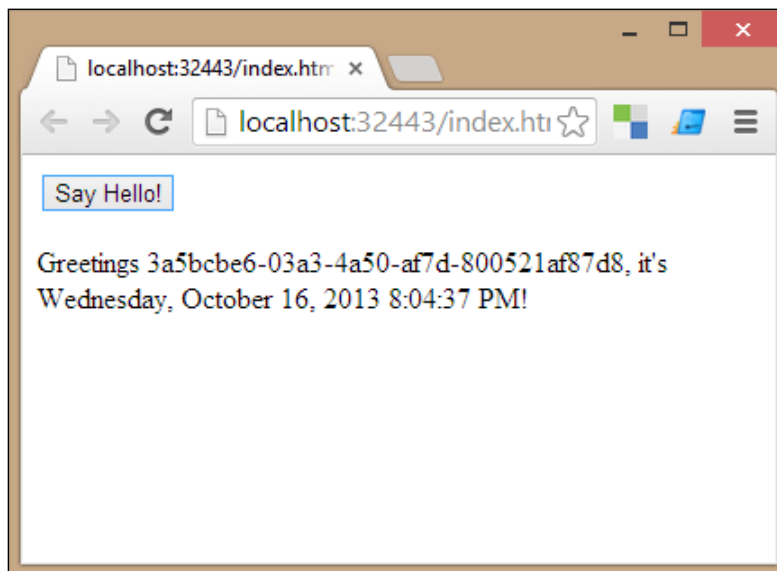 localhost:32443/index.htm
localhost:32443/index.ht
Say Hello!
Greetings 3a5bcbe6-03a3-4a50-af7d-800521af87d8, it's
Wednesday, October 16, 2013 8:04:37 PM!